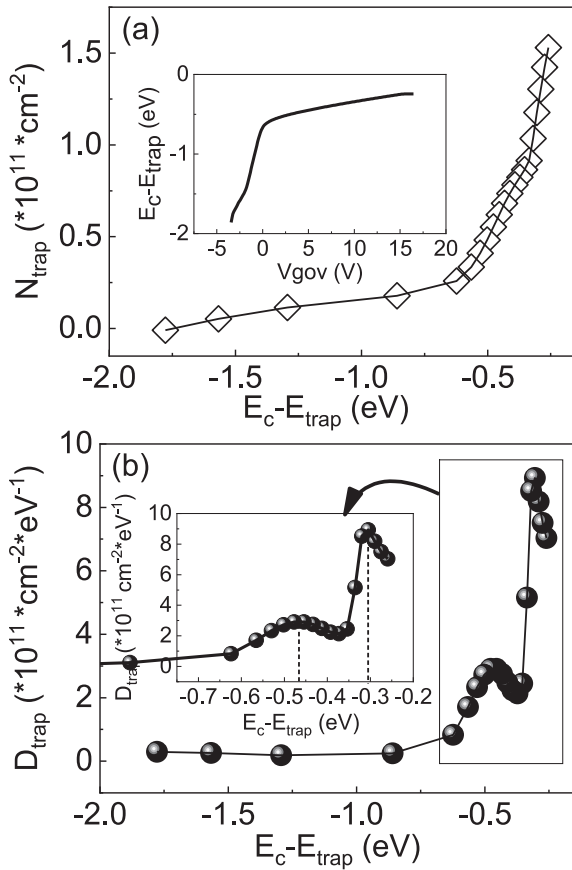 (a)
N_trap (*10^11 *cm^-2)
1.5
1.0
0.5
0.0
E_c-E_trap (eV)
0
-1
-2
-5 0 5 10 15 20
Vgov (V)
-2.0 -1.5 -1.0 -0.5
E_c-E_trap (eV)
(b)
D_trap (*10^11 *cm^-2*eV^-1)
10
8
6
4
2
0
D_trap (*10^11 cm^-2*eV^-1)
10
8
6
4
2
0
-0.7 -0.6 -0.5 -0.4 -0.3 -0.2
E_c-E_trap (eV)
-2.0 -1.5 -1.0 -0.5
E_c-E_trap (eV)